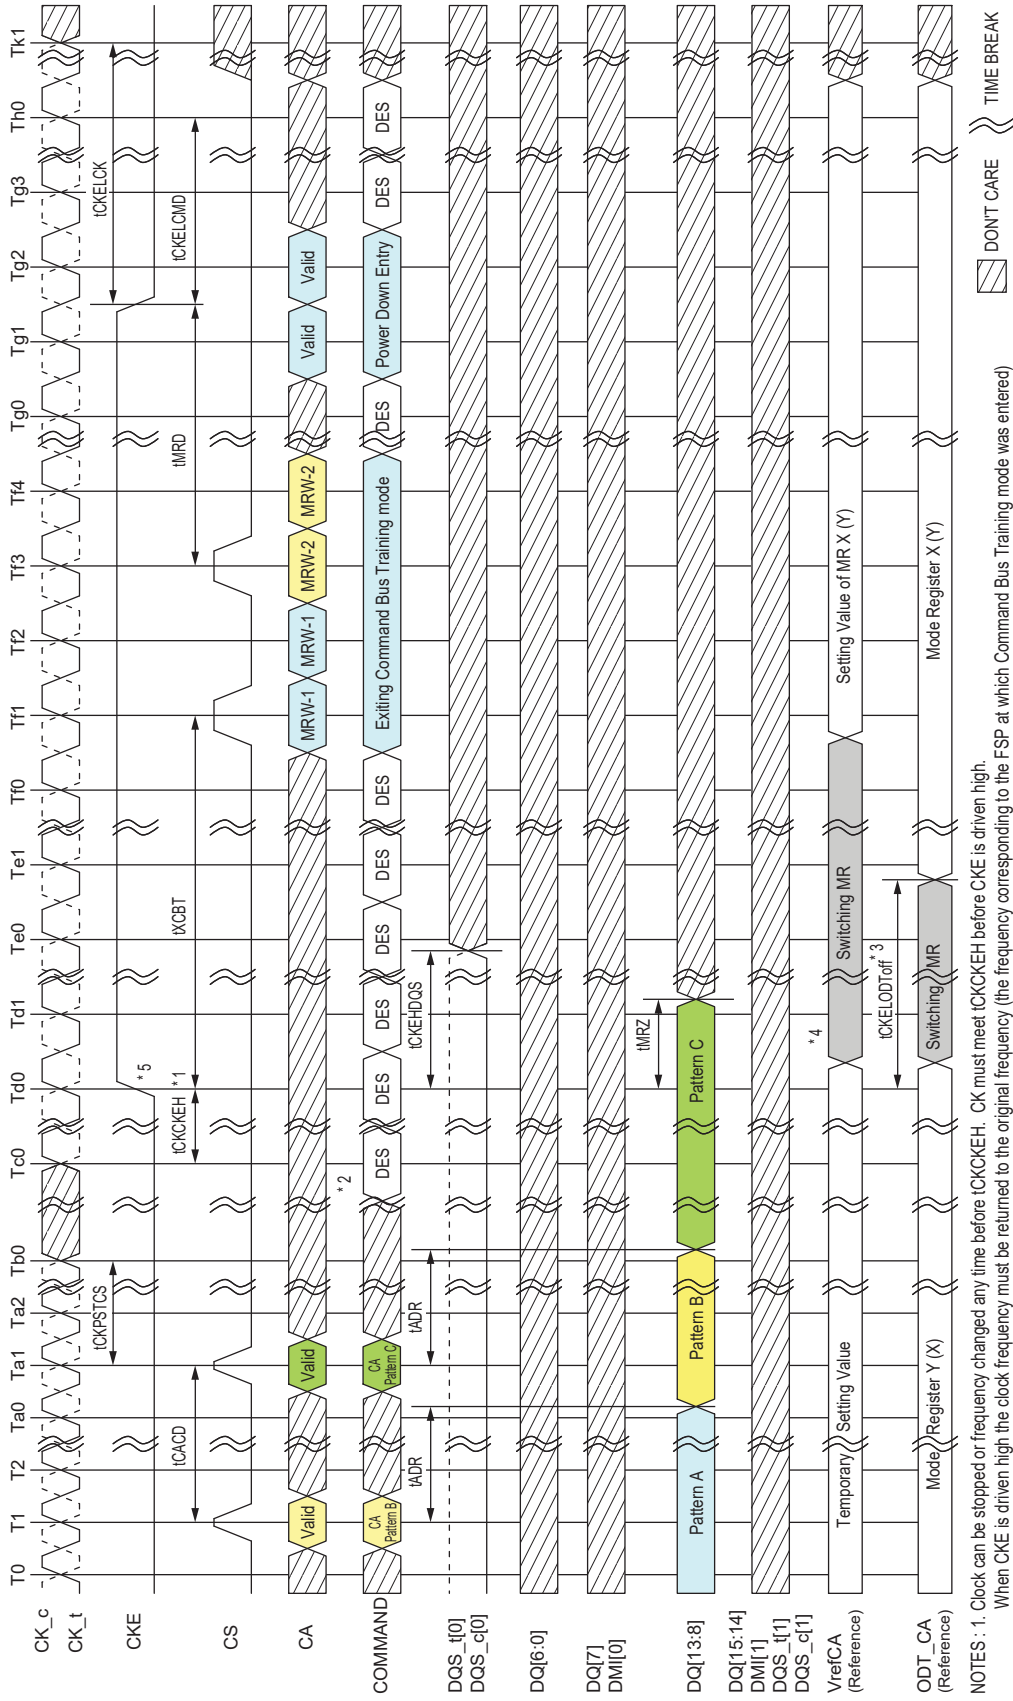 T0 T1 T2 Ta0 Ta1 Ta2 Tb0 Tc0 Td0 Td1 Te0 Te1 Tf0 Tf1 Tf2 Tf3 Tf4 Tg0 Tg1 Tg2 Tg3 Th0 Tk1
CK_c
CK_t
tCKPSTCS
tCKELCK
CKE
* 5
tCACD
tCKCKEH * 1
tXCBT
tMRD
tCKELCMD
CS
CA
Valid Valid MRW-1 MRW-1 MRW-2 MRW-2 Valid Valid
* 2
COMMAND
CA Pattern B
CA Pattern C
DES DES DES DES DES DES Exiting Command Bus Training mode DES Power Down Entry DES DES
tADR tADR tCKEHDQS
DQS_t[0]
DQS_c[0]
DQ[6:0]
DQ[7]
DMI[0]
tMRZ
DQ[13:8]
Pattern A Pattern B Pattern C
DQ[15:14]
DMI[1]
DQS_t[1]
DQS_c[1]
* 4
VrefCA
(Reference)
Temporary Setting Value Switching MR Setting Value of MR X (Y)
tCKELODToff * 3
ODT_CA
(Reference)
Mode Register Y (X) Switching MR Mode Register X (Y)
DON'T CARE TIME BREAK
NOTES : 1. Clock can be stopped or frequency changed any time before tCKCKEH. CK must meet tCKCKEH before CKE is driven high.
When CKE is driven high the clock frequency must be returned to the original frequency (the frequency corresponding to the FSP at which Command Bus Training mode was entered)